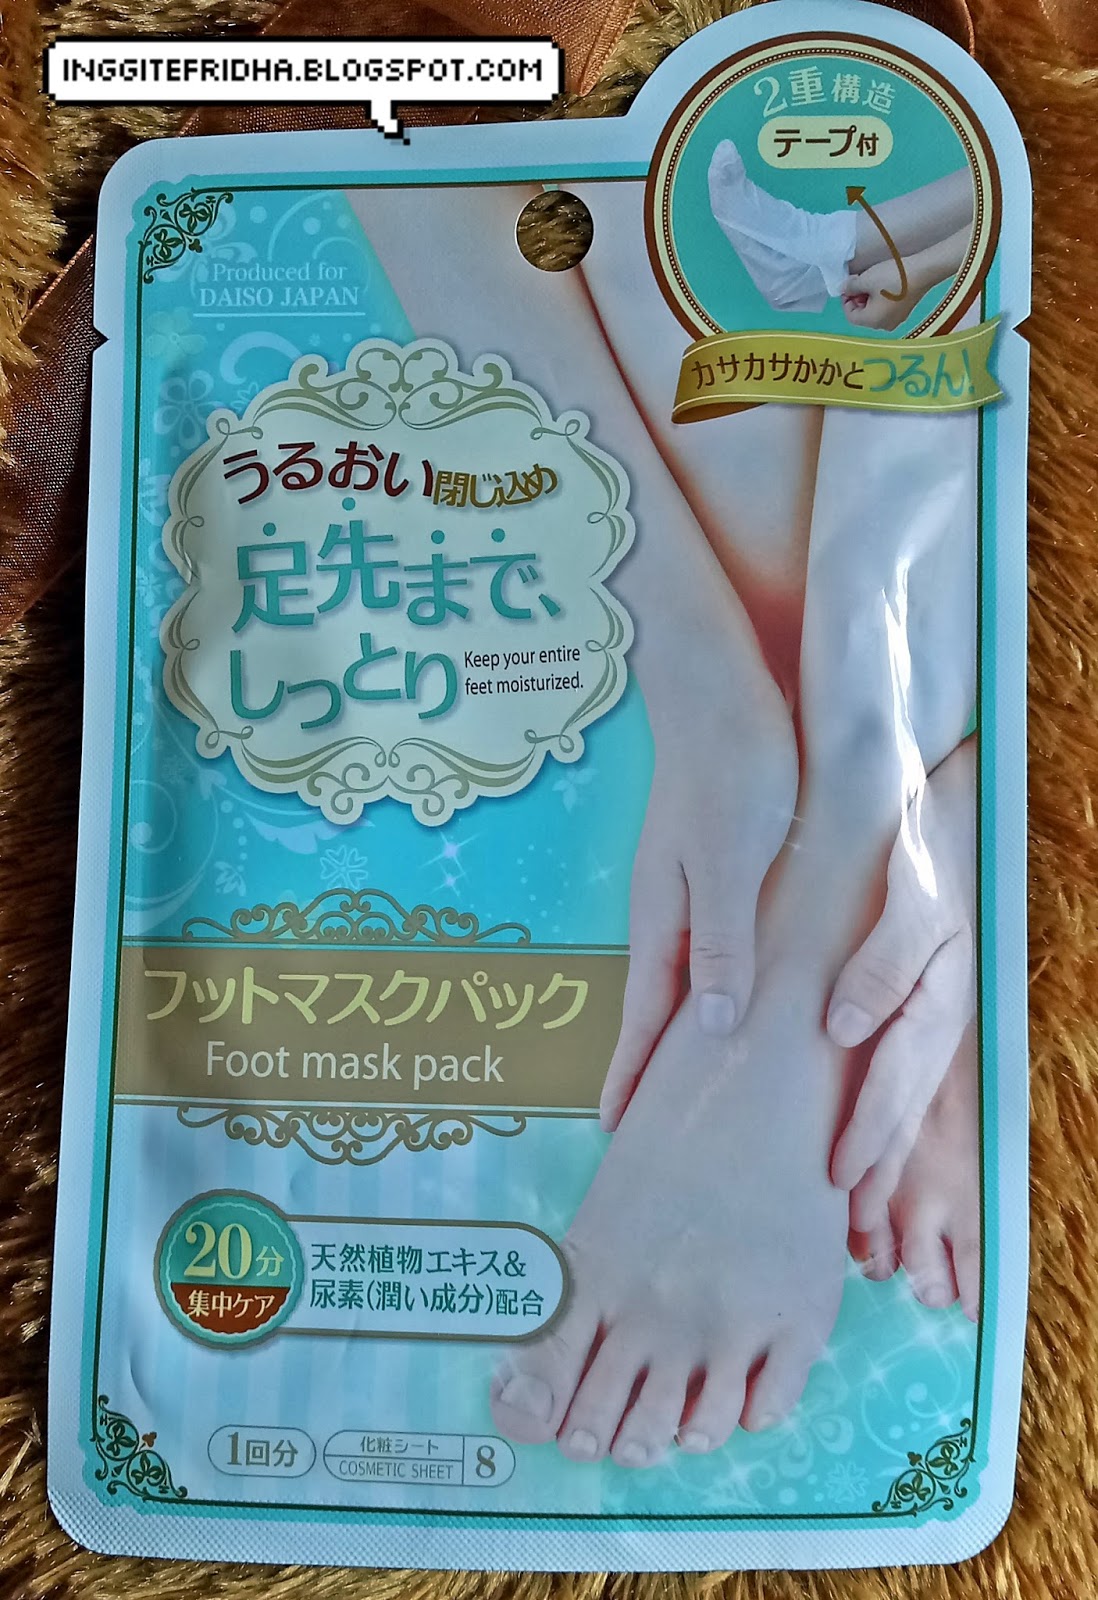 INGGITEFRIDHA.BLOGSPOT.COM
2重構造
テープ付
カサカサかかとつるん!
Produced for
DAISO JAPAN
うるおい閉じ込め
足先まで、
しっとり
Keep your entire
feet moisturized.
フットマスクパック
Foot mask pack
20分
集中ケア
天然植物エキス&
尿素(潤い成分)配合
1回分
化粧シート
COSMETIC SHEET
8